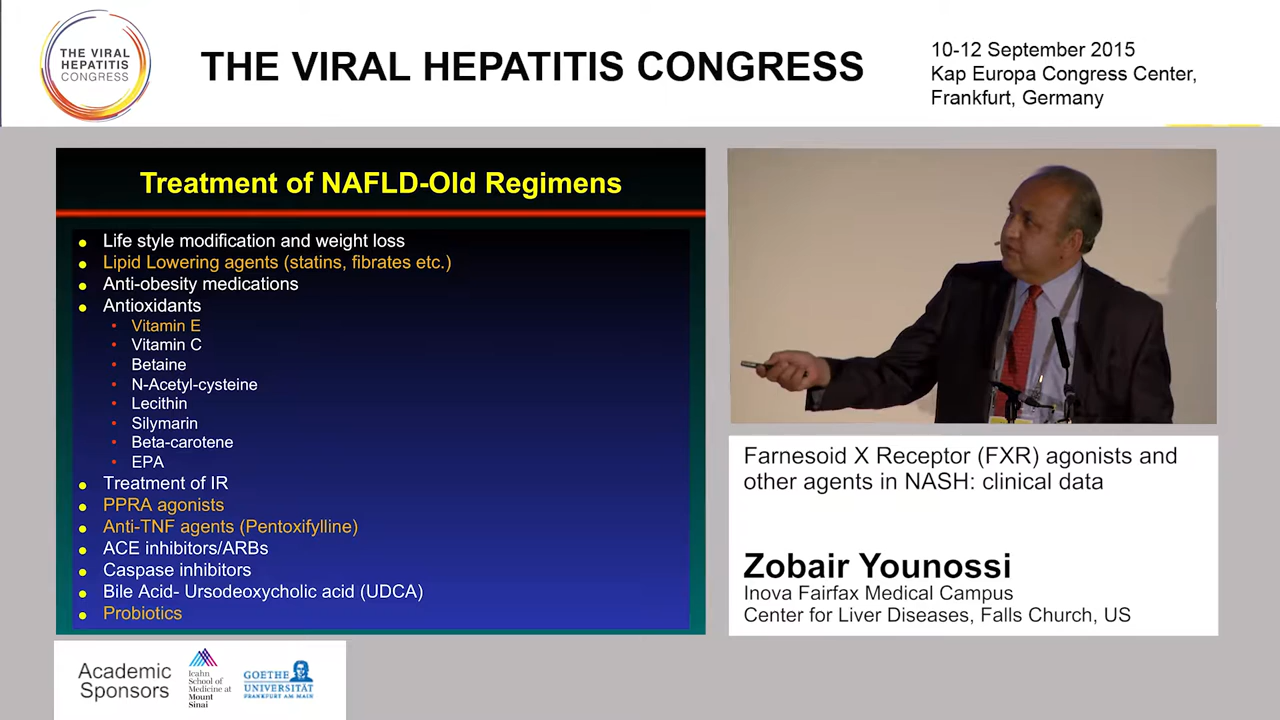 THE VIRAL
HEPATITIS
CONGRESS
THE VIRAL HEPATITIS CONGRESS
10-12 September 2015
Kap Europa Congress Center,
Frankfurt, Germany
Treatment of NAFLD-Old Regimens
Life style modification and weight loss
Lipid Lowering agents (statins, fibrates etc.)
Anti-obesity medications
Antioxidants
Vitamin E
Vitamin C
Betaine
N-Acetyl-cysteine
Lecithin
Silymarin
Beta-carotene
EPA
Treatment of IR
PPRA agonists
Anti-TNF agents (Pentoxifylline)
ACE inhibitors/ARBs
Caspase inhibitors
Bile Acid- Ursodeoxycholic acid (UDCA)
Probiotics
Farnesoid X Receptor (FXR) agonists and
other agents in NASH: clinical data
Zobair Younossi
Inova Fairfax Medical Campus
Center for Liver Diseases, Falls Church, US
Academic
Sponsors
Icahn
School of
Medicine at
Mount
Sinai
GOETHE
UNIVERSITÄT
FRANKFURT AM MAIN